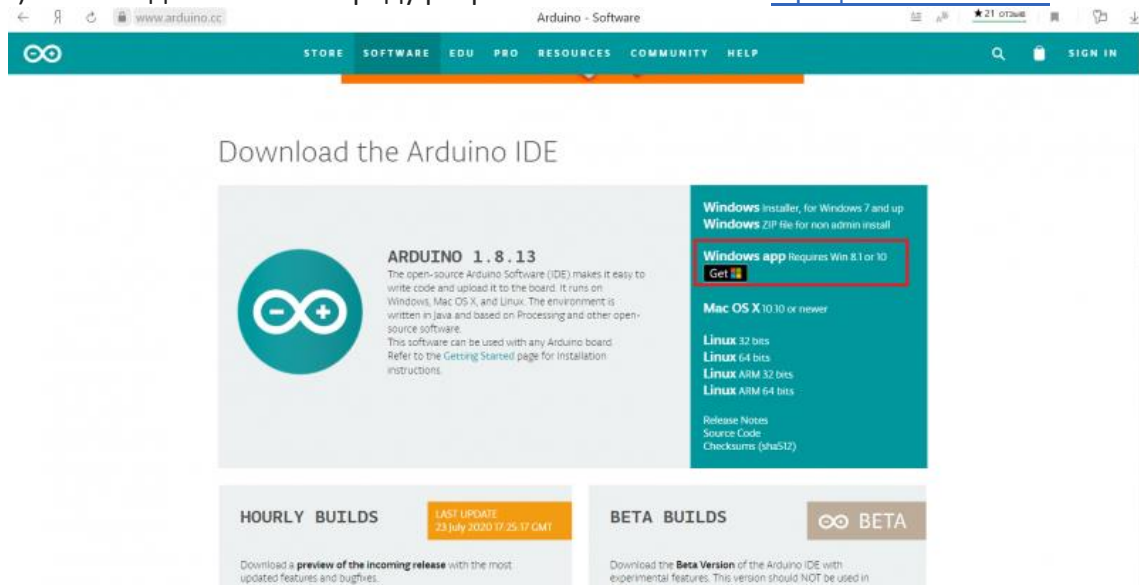 www.arduino.cc
Arduino - Software
★21 отзыв
STORE SOFTWARE EDU PRO RESOURCES COMMUNITY HELP
SIGN IN
Download the Arduino IDE
ARDUINO 1.8.13
The open-source Arduino Software (IDE) makes it easy to
write code and upload it to the board. It runs on
Windows, Mac OS X, and Linux. The environment is
written in Java and based on Processing and other open-
source software.
This software can be used with any Arduino board.
Refer to the Getting Started page for Installation
instructions.
Windows Installer, for Windows 7 and up
Windows ZIP file for non admin install
Windows app Requires Win 8.1 or 10
Get
Mac OS X 10.10 or newer
Linux 32 bits
Linux 64 bits
Linux ARM 32 bits
Linux ARM 64 bits
Release Notes
Source Code
Checksums (sha512)
HOURLY BUILDS
LAST UPDATE
23 July 2020 17:25:17 GMT
Download a preview of the incoming release with the most
updated features and bugfixes.
BETA BUILDS
BETA
Download the Beta Version of the Arduino IDE with
experimental features. This version should NOT be used in